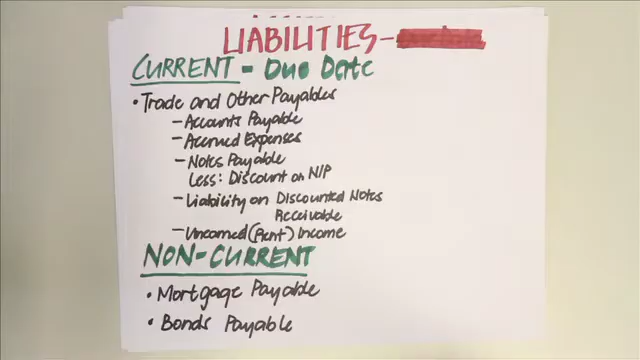 LIABILITIES-
CURRENT - Due Date
• Trade and Other Payables
- Accounts Payable
- Accrued Expenses
- Notes Payable
Less: Discount on N/P
- Liability on Discounted Notes
Receivable
- Unearned (Rent) Income
NON-CURRENT
• Mortgage Payable
• Bonds Payable